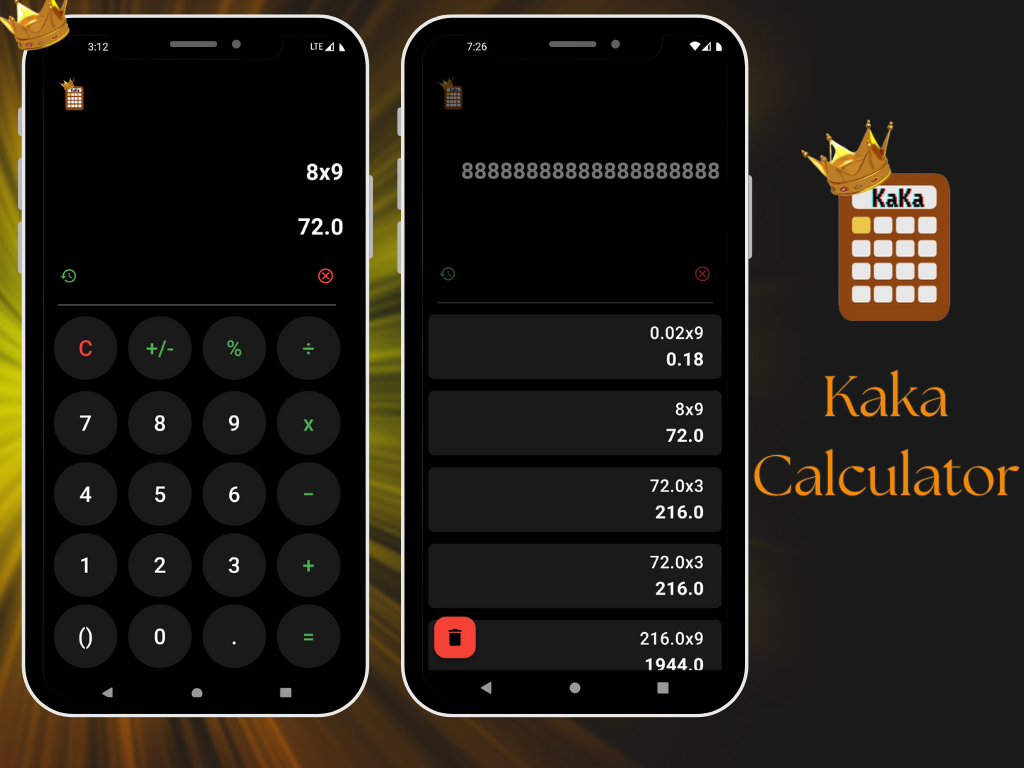 3:12
LTE
8x9
72.0
C +/- % ÷
7 8 9 x
4 5 6 −
1 2 3 +
() 0 . =
7:26
88888888888888888888
0.02x9
0.18
8x9
72.0
72.0x3
216.0
72.0x3
216.0
216.0x9
1944.0
KaKa
Kaka
Calculator